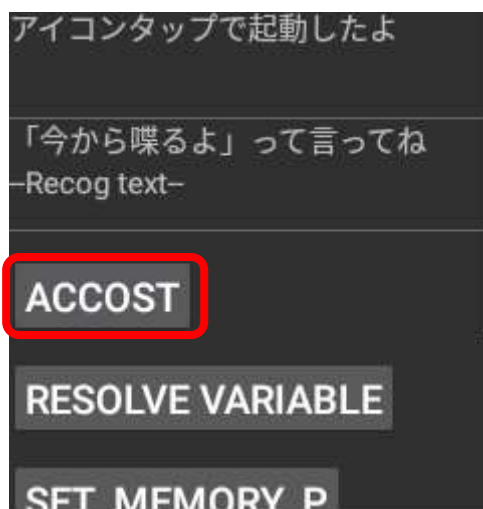 アイコンタップで起動したよ
「今から喋るよ」って言ってね
--Recog text--
ACCOST
RESOLVE VARIABLE
SET_MEMORY_P